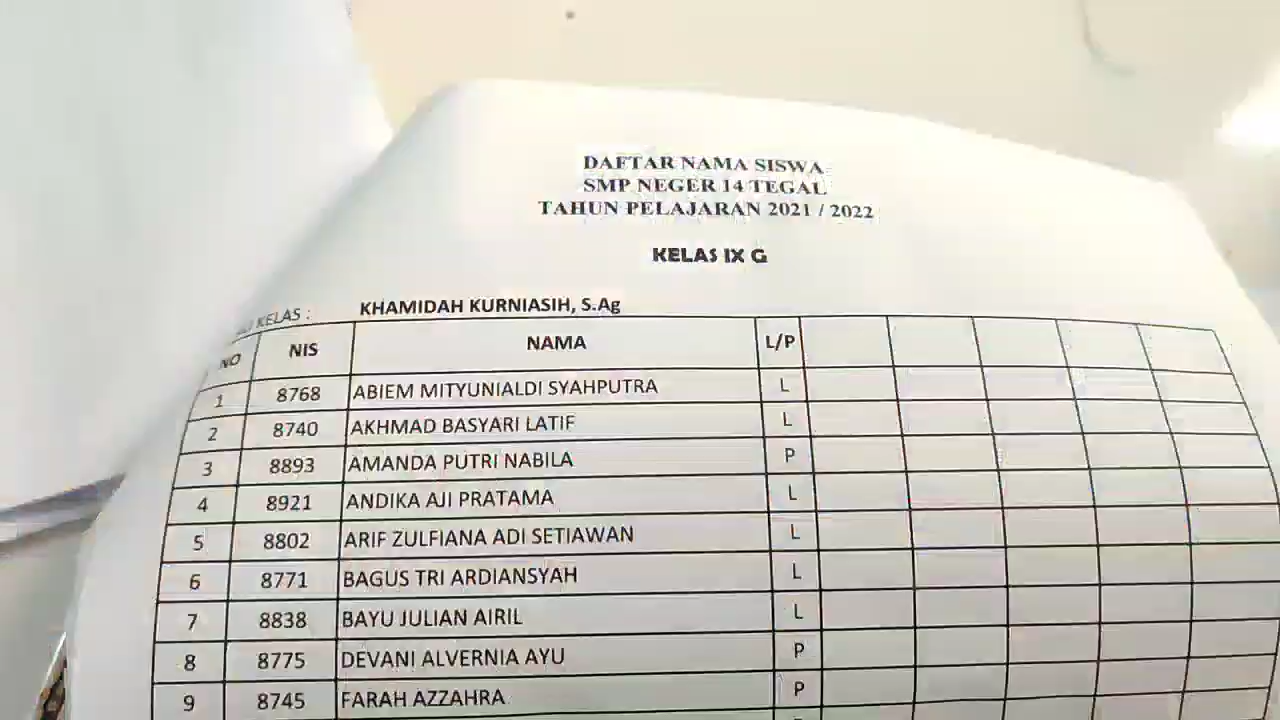 DAFTAR NAMA SISWA
SMP NEGER 14 TEGAL
TAHUN PELAJARAN 2021 / 2022
KELAS IX G
KELAS : KHAMIDAH KURNIASIH, S.Ag
NO NIS NAMA L/P
1 8768 ABIEM MITYUNIALDI SYAHPUTRA L
2 8740 AKHMAD BASYARI LATIF L
3 8893 AMANDA PUTRI NABILA P
4 8921 ANDIKA AJI PRATAMA L
5 8802 ARIF ZULFIANA ADI SETIAWAN L
6 8771 BAGUS TRI ARDIANSYAH L
7 8838 BAYU JULIAN AIRIL L
8 8775 DEVANI ALVERNIA AYU P
9 8745 FARAH AZZAHRA P